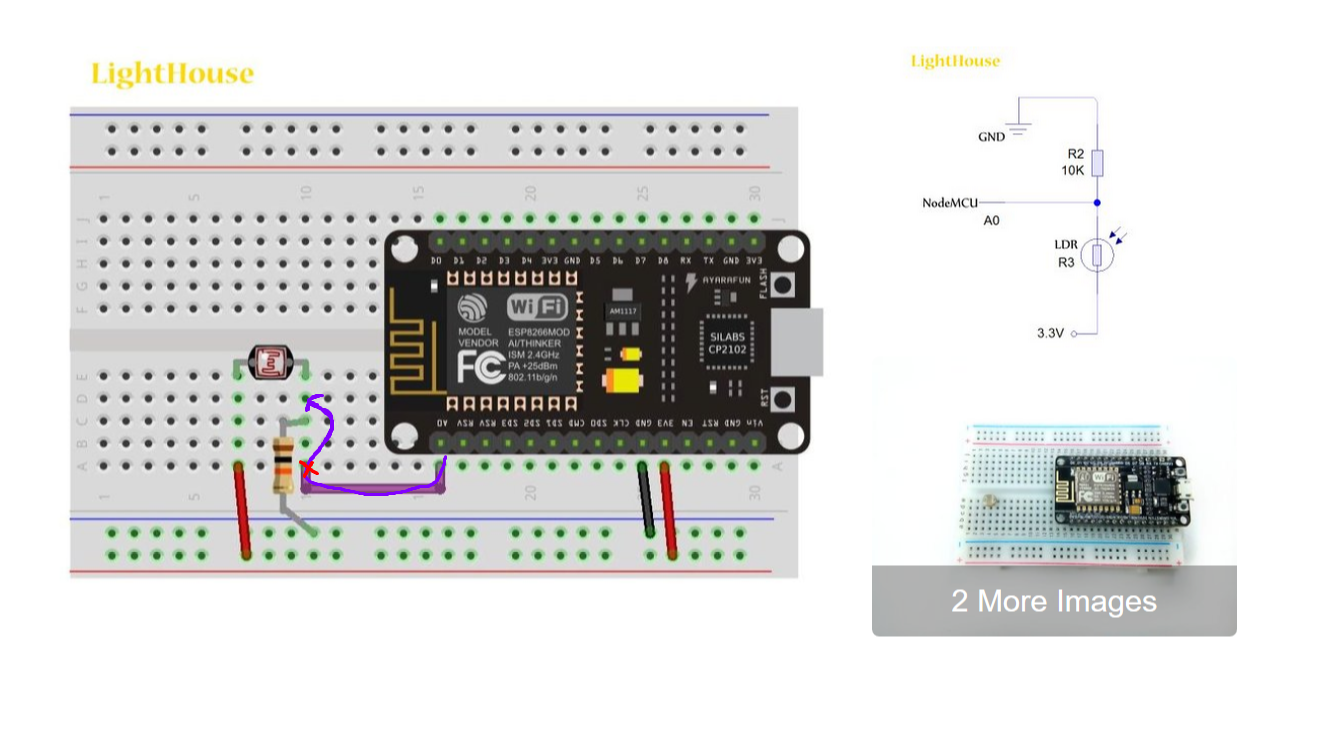 LightHouse
1 5 10 15 20 25 30
J J
I
H
G
F
D0 D1 D2 D3 D4 3V3 GND D5 D6 D7 D8 RX TX GND 3V3
AYARAFUN
FLASH
WiFi
AM1117
MODEL ESP8266MOD
VENDOR AI/THINKER
ISM 2.4GHz
PA +25dBm
802.11b/g/n
FC
SILABS
CP2102
RST
A0 RSV RSV SD3 SD2 SD1 CMD SD0 CLK GND 3V3 EN RST GND Vin
E
D
C
B
A A
1 5 20 30
LightHouse
GND
R2
10K
NodeMCU
A0
LDR
R3
3.3V
2 More Images